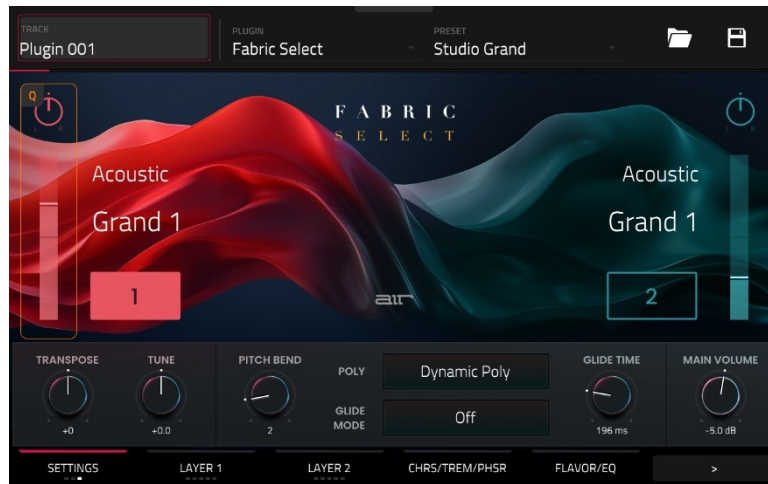 TRACK
Plugin 001
PLUGIN
Fabric Select
PRESET
Studio Grand
Q
L R
L R
FABRIC
SELECT
Acoustic
Grand 1
1
Acoustic
Grand 1
2
air
TRANSPOSE
+0
TUNE
+0.0
PITCH BEND
2
POLY
Dynamic Poly
GLIDE
MODE
Off
GLIDE TIME
196 ms
MAIN VOLUME
-5.0 dB
SETTINGS
LAYER 1
LAYER 2
CHRS/TREM/PHSR
FLAVOR/EQ
>